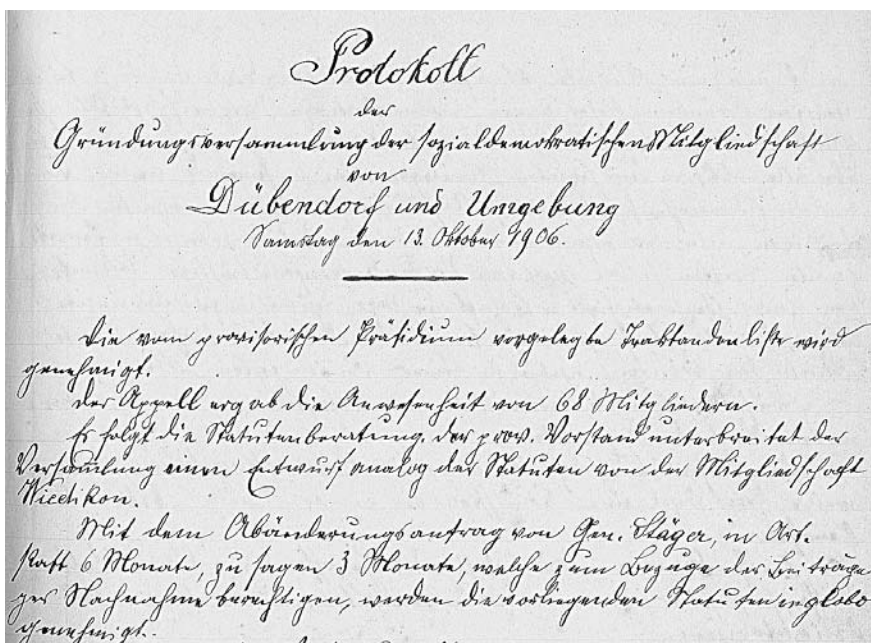 Protokoll
der
Gründungsversammlung der sozialdemokratischen Mitgliedschaft
von
Dübendorf und Umgebung
Samstag den 13. Oktober 1906.
Die vom provisorischen Präsidium vorgelegte Traktandenliste wird
genehmigt.
Der Appell ergab die Anwesenheit von 68 Mitgliedern.
Es folgt die Statutenberatung. Der prov. Vorstand unterbreitet der
Versammlung einen Entwurf analog der Statuten von der Mitgliedschaft
Wiedikon.
Mit dem Abänderungsantrag von Gen. Stäger, in Art.
statt 6 Monate, zu sagen 3 Monate, welche zum Bezuge der Beiträge
per Nachnahme berechtigen, werden die vorliegenden Statuten in globo
genehmigt.